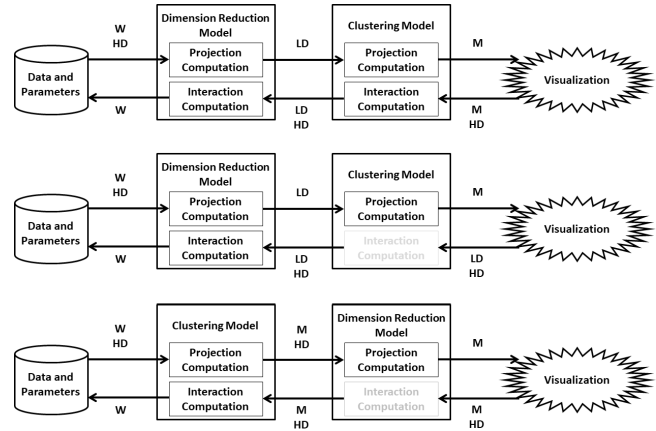 Dimension Reduction
Model
Clustering Model
W
HD
LD
M
Projection
Computation
Projection
Computation
Data and
Parameters
Visualization
Interaction
Computation
Interaction
Computation
W
LD
HD
M
HD
Dimension Reduction
Model
Clustering Model
W
HD
LD
M
Projection
Computation
Projection
Computation
Data and
Parameters
Visualization
Interaction
Computation
Interaction
Computation
W
LD
HD
LD
HD
Clustering Model
Dimension Reduction
Model
W
HD
M
HD
M
Projection
Computation
Projection
Computation
Data and
Parameters
Visualization
Interaction
Computation
Interaction
Computation
W
M
HD
M
HD